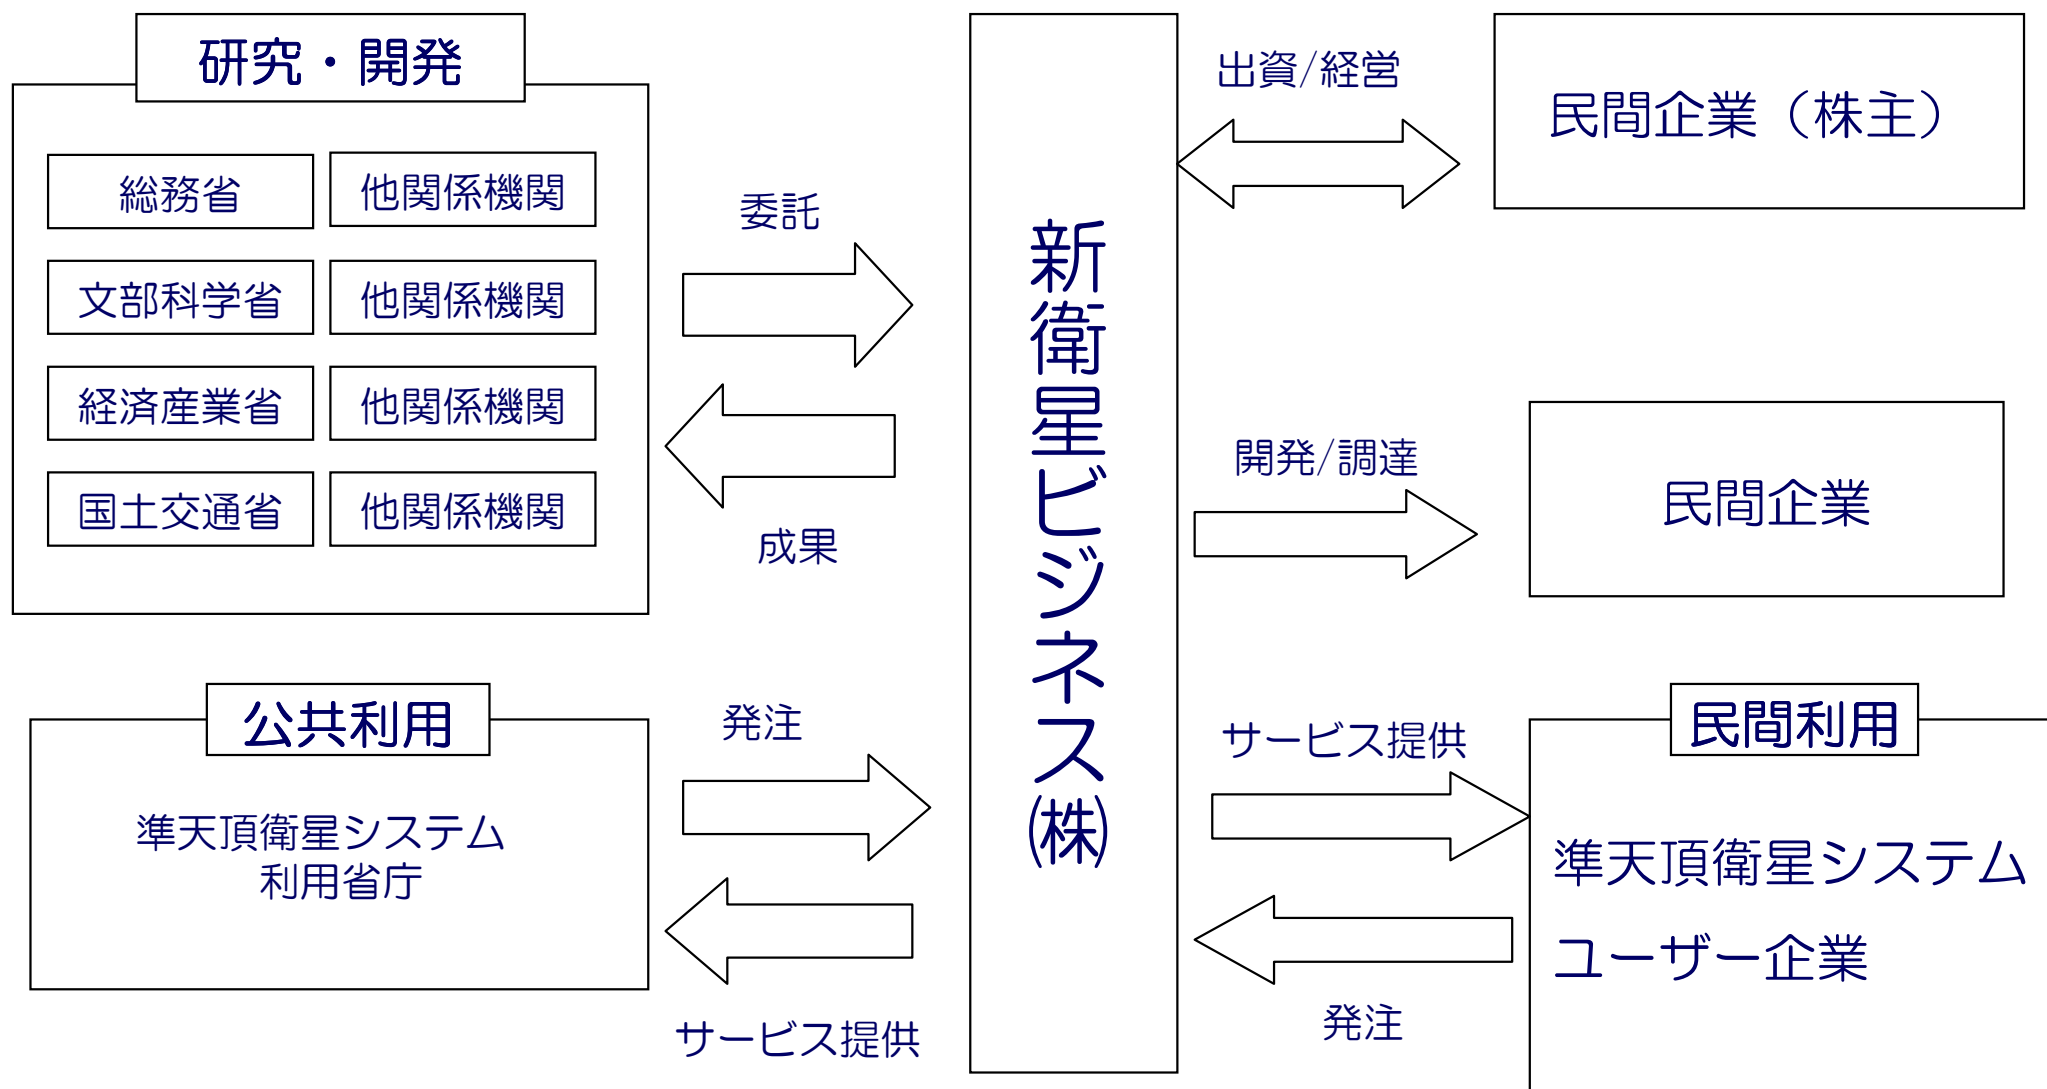 研究・開発
総務省
他関係機関
文部科学省
他関係機関
経済産業省
他関係機関
国土交通省
他関係機関
委託
成果
公共利用
準天頂衛星システム
利用省庁
発注
サービス提供
新衛星ビジネス(株)
出資/経営
民間企業（株主）
開発/調達
民間企業
サービス提供
発注
民間利用
準天頂衛星システム
ユーザー企業